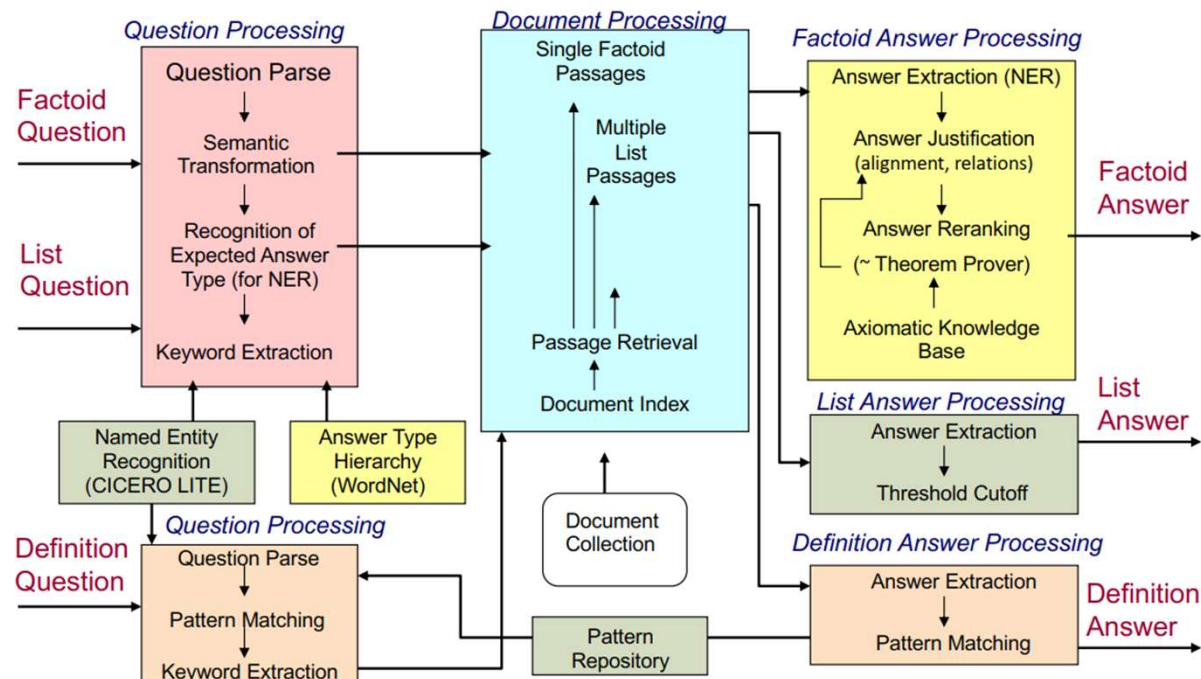 Question Processing
Question Parse
Semantic
Transformation
Recognition of
Expected Answer
Type (for NER)
Keyword Extraction
Factoid
Question
List
Question
Named Entity
Recognition
(CICERO LITE)
Answer Type
Hierarchy
(WordNet)
Question Processing
Question Parse
Pattern Matching
Keyword Extraction
Definition
Question
Document Processing
Single Factoid
Passages
Multiple
List
Passages
Passage Retrieval
Document Index
Document
Collection
Pattern
Repository
Factoid Answer Processing
Answer Extraction (NER)
Answer Justification
(alignment, relations)
Answer Reranking
(~ Theorem Prover)
Axiomatic Knowledge
Base
Factoid
Answer
List Answer Processing
Answer Extraction
Threshold Cutoff
List
Answer
Definition Answer Processing
Answer Extraction
Pattern Matching
Definition
Answer